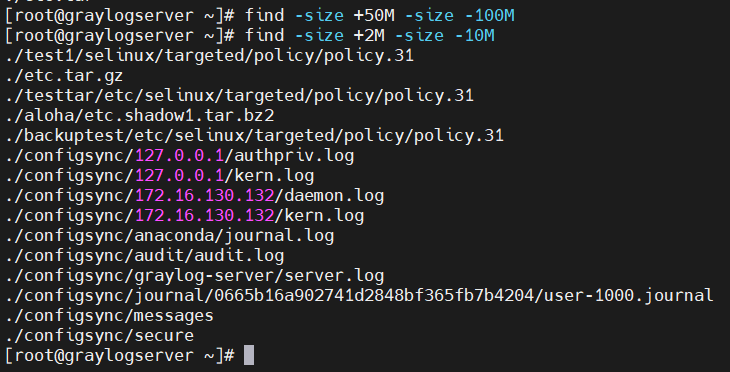 [root@graylogserver ~]# find -size +50M -size -100M
[root@graylogserver ~]# find -size +2M -size -10M
./test1/selinux/targeted/policy/policy.31
./etc.tar.gz
./testtar/etc/selinux/targeted/policy/policy.31
./aloha/etc.shadow1.tar.bz2
./backuptest/etc/selinux/targeted/policy/policy.31
./configsync/127.0.0.1/authpriv.log
./configsync/127.0.0.1/kern.log
./configsync/172.16.130.132/daemon.log
./configsync/172.16.130.132/kern.log
./configsync/anaconda/journal.log
./configsync/audit/audit.log
./configsync/graylog-server/server.log
./configsync/journal/0665b16a902741d2848bf365fb7b4204/user-1000.journal
./configsync/messages
./configsync/secure
[root@graylogserver ~]#